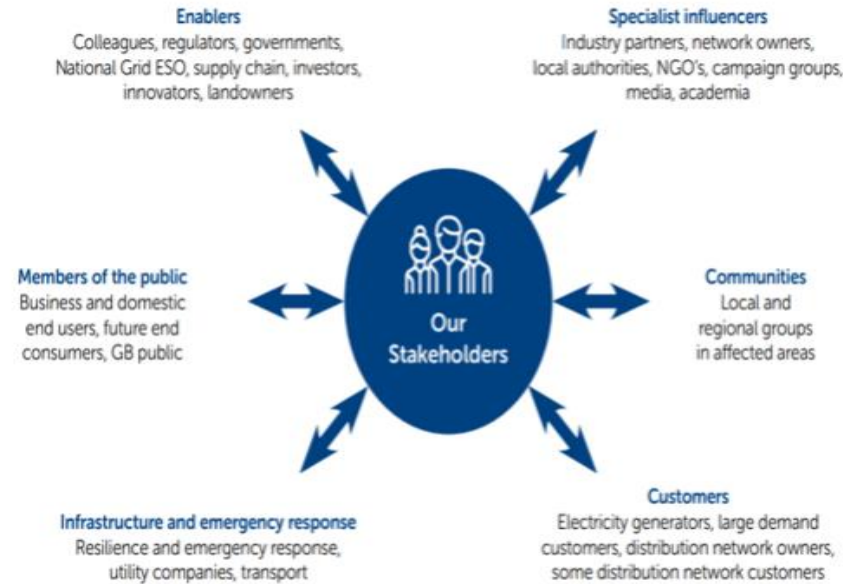 Enablers
Colleagues, regulators, governments,
National Grid ESO, supply chain, investors,
innovators, landowners
Specialist influencers
Industry partners, network owners,
local authorities, NGO's, campaign groups,
media, academia
Members of the public
Business and domestic
end users, future end
consumers, GB public
Our
Stakeholders
Communities
Local and
regional groups
in affected areas
Infrastructure and emergency response
Resilience and emergency response,
utility companies, transport
Customers
Electricity generators, large demand
customers, distribution network owners,
some distribution network customers